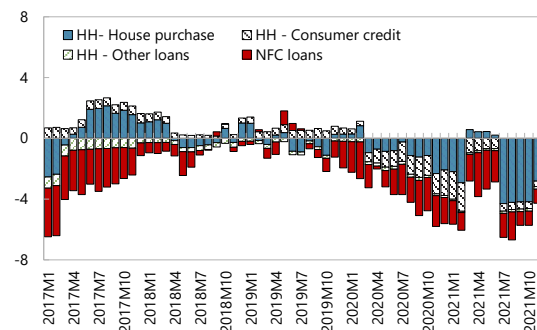 8
HH- House purchase
HH - Consumer credit
HH - Other loans
NFC loans
4
0
-4
-8
2017M1
2017M4
2017M7
2017M10
2018M1
2018M4
2018M7
2018M10
2019M1
2019M4
2019M7
2019M10
2020M1
2020M4
2020M7
2020M10
2021M1
2021M4
2021M7
2021M10